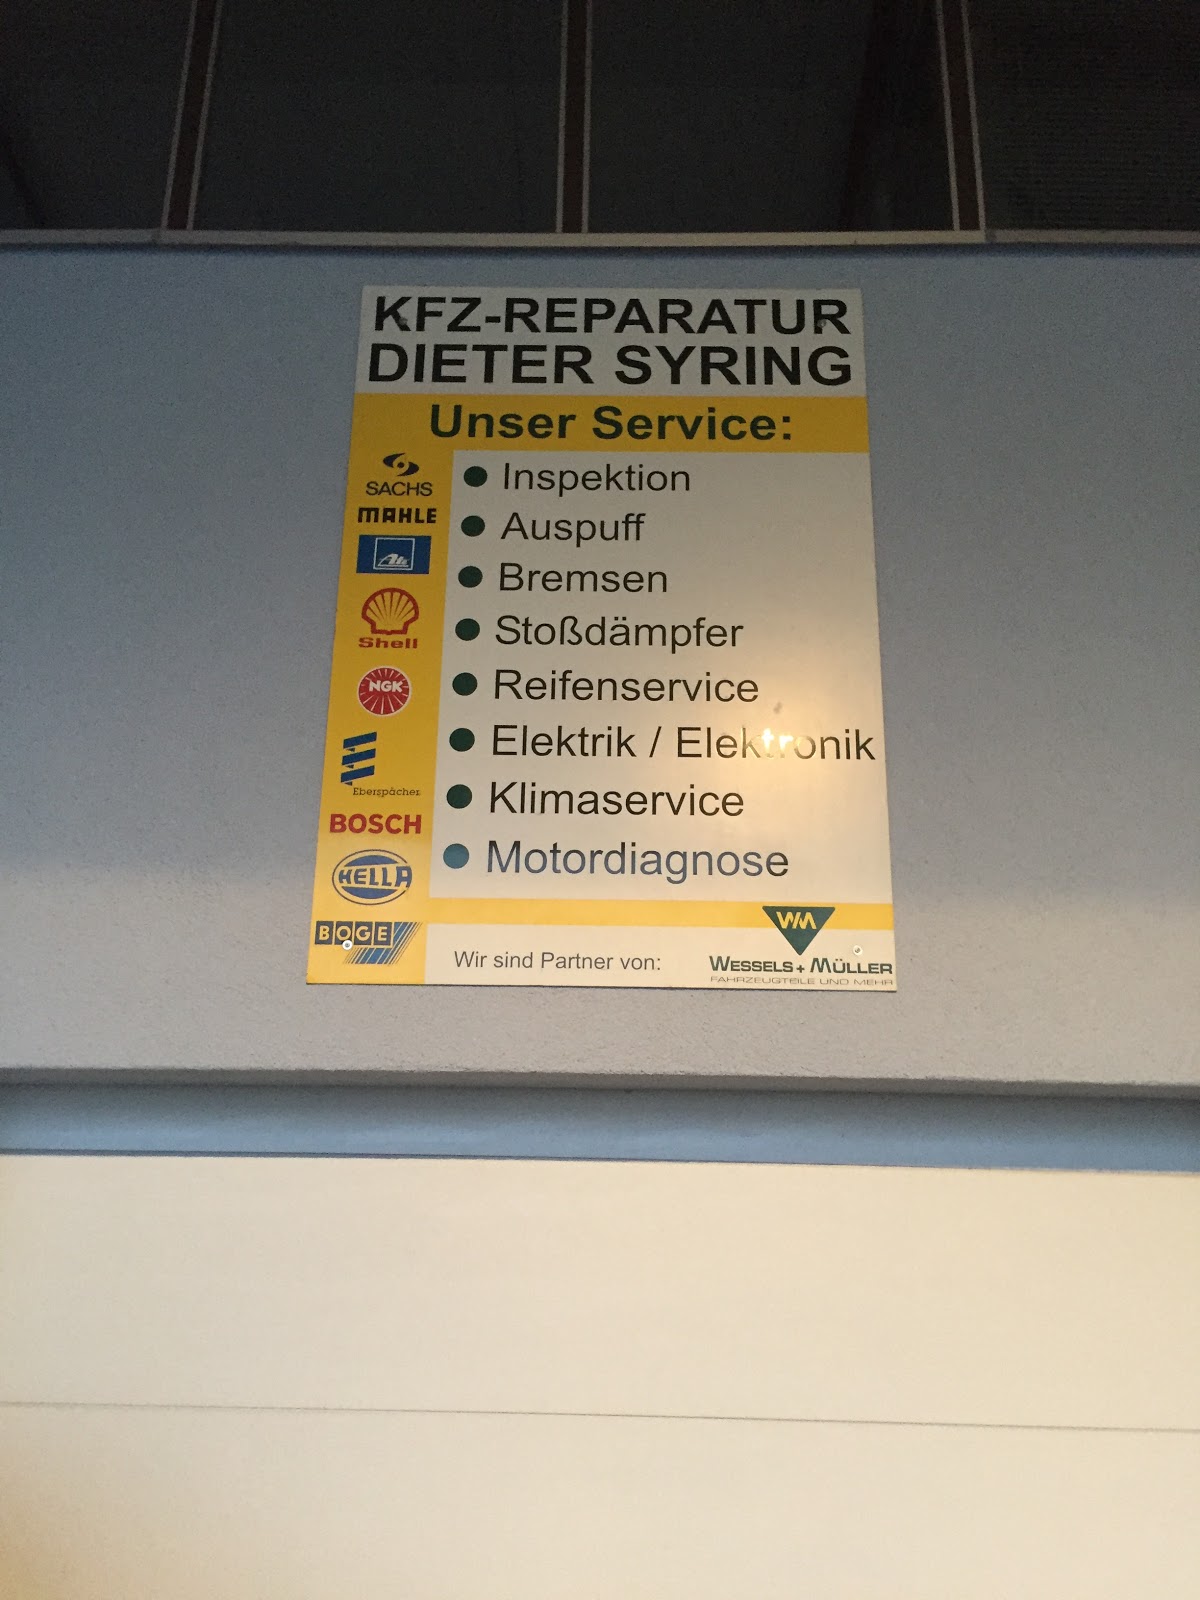 KFZ-REPARATUR
DIETER SYRING
Unser Service:
SACHS
MAHLE
Ate
Shell
NGK
Eberspächer
BOSCH
HELLA
BOGE
Inspektion
Auspuff
Bremsen
Stoßdämpfer
Reifenservice
Elektrik / Elektronik
Klimaservice
Motordiagnose
Wir sind Partner von:
WM
WESSELS + MÜLLER
FAHRZEUGTEILE UND MEHR